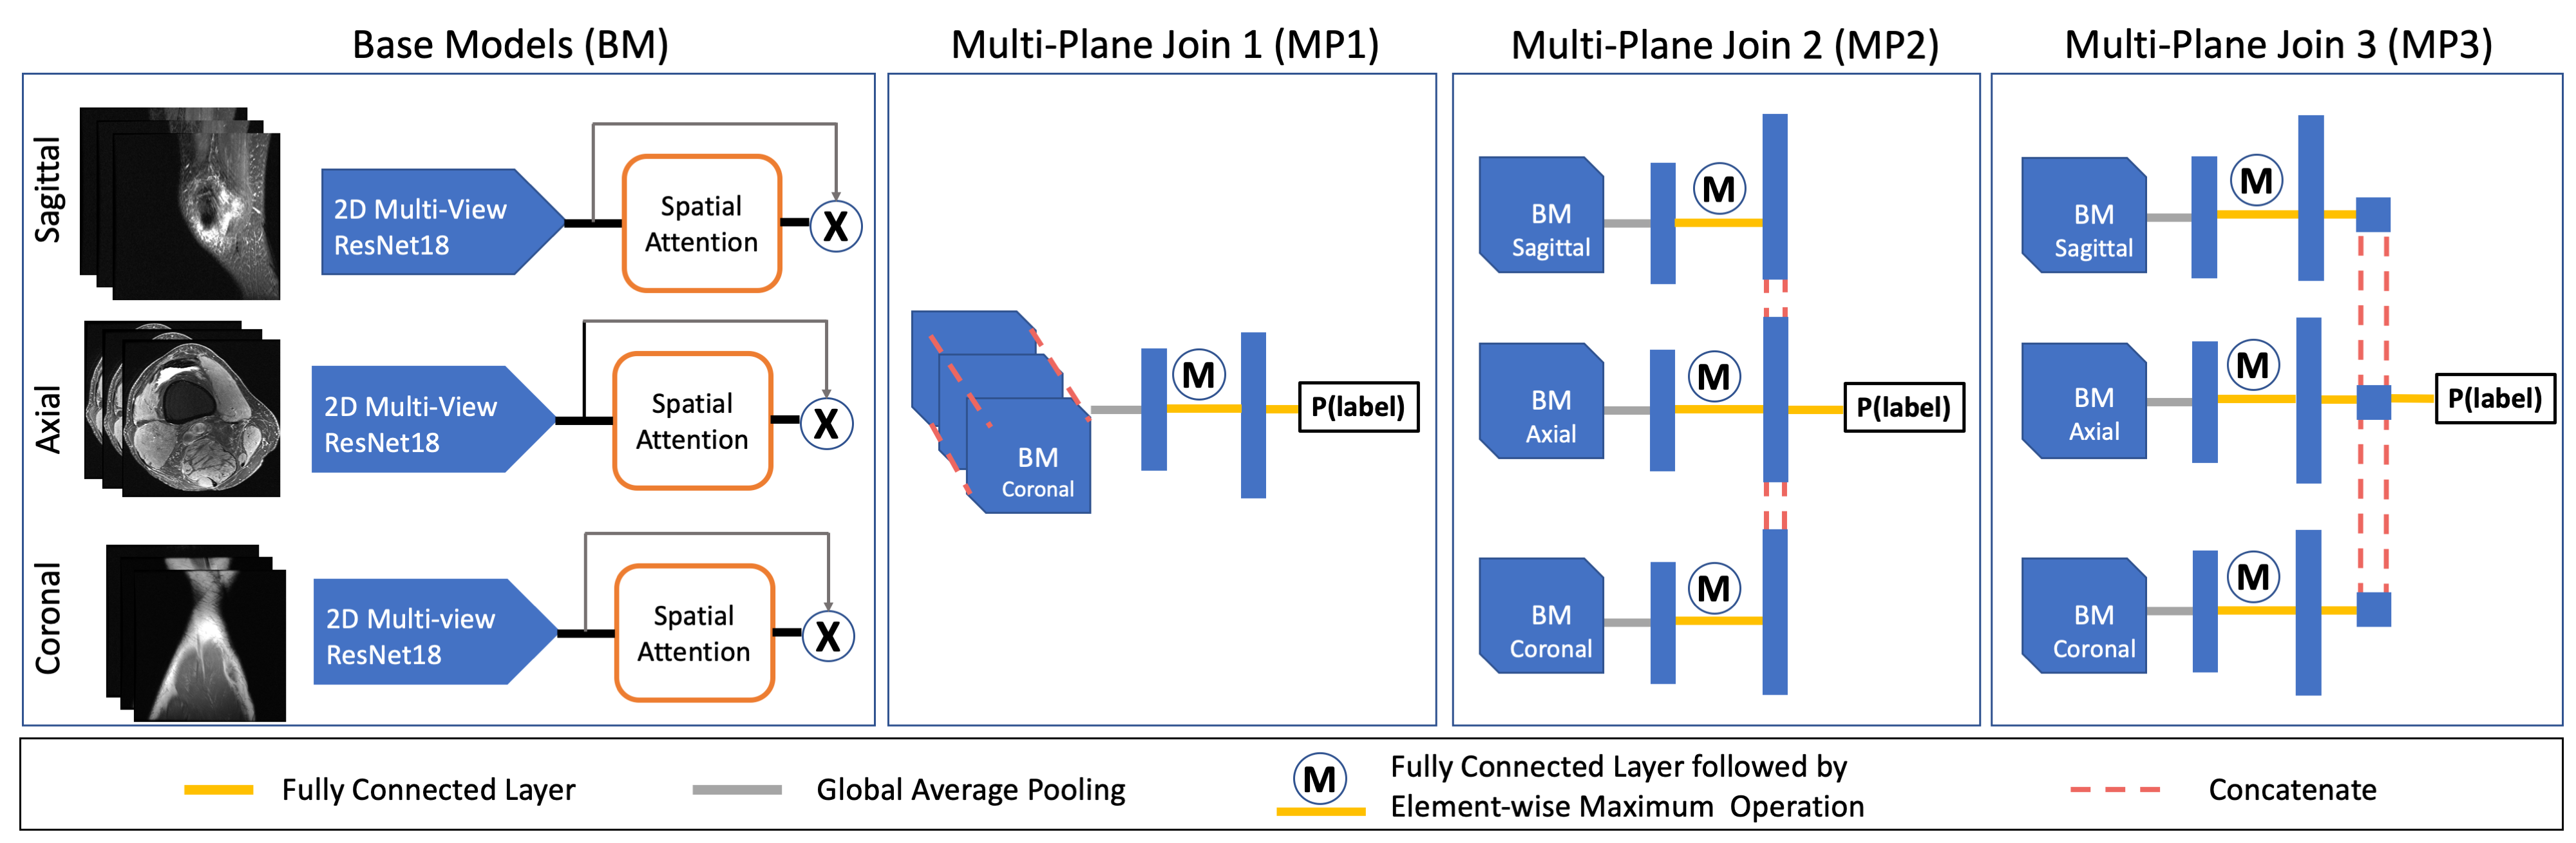 Base Models (BM)
Multi-Plane Join 1 (MP1)
Multi-Plane Join 2 (MP2)
Multi-Plane Join 3 (MP3)
Sagittal
2D Multi-View
ResNet18
Spatial
Attention
X
Axial
2D Multi-View
ResNet18
Spatial
Attention
X
Coronal
2D Multi-view
ResNet18
Spatial
Attention
X
BM
Coronal
M
P(label)
BM
Sagittal
M
BM
Axial
M
P(label)
BM
Coronal
M
BM
Sagittal
M
BM
Axial
M
P(label)
BM
Coronal
M
Fully Connected Layer
Global Average Pooling
M
Fully Connected Layer followed by
Element-wise Maximum Operation
Concatenate